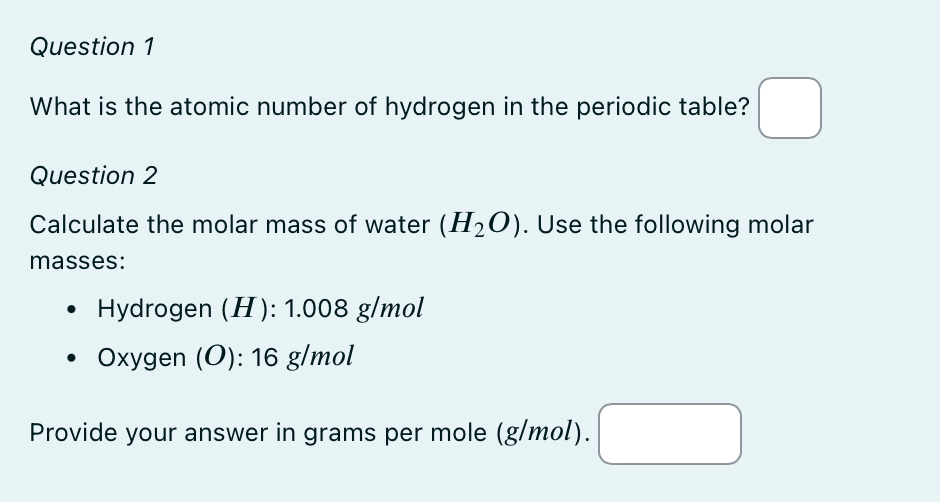 Question 1
What is the atomic number of hydrogen in the periodic table?
Question 2
Calculate the molar mass of water (H₂O). Use the following molar
masses:
• Hydrogen (H): 1.008 g/mol
• Oxygen (O): 16 g/mol
Provide your answer in grams per mole (g/mol).